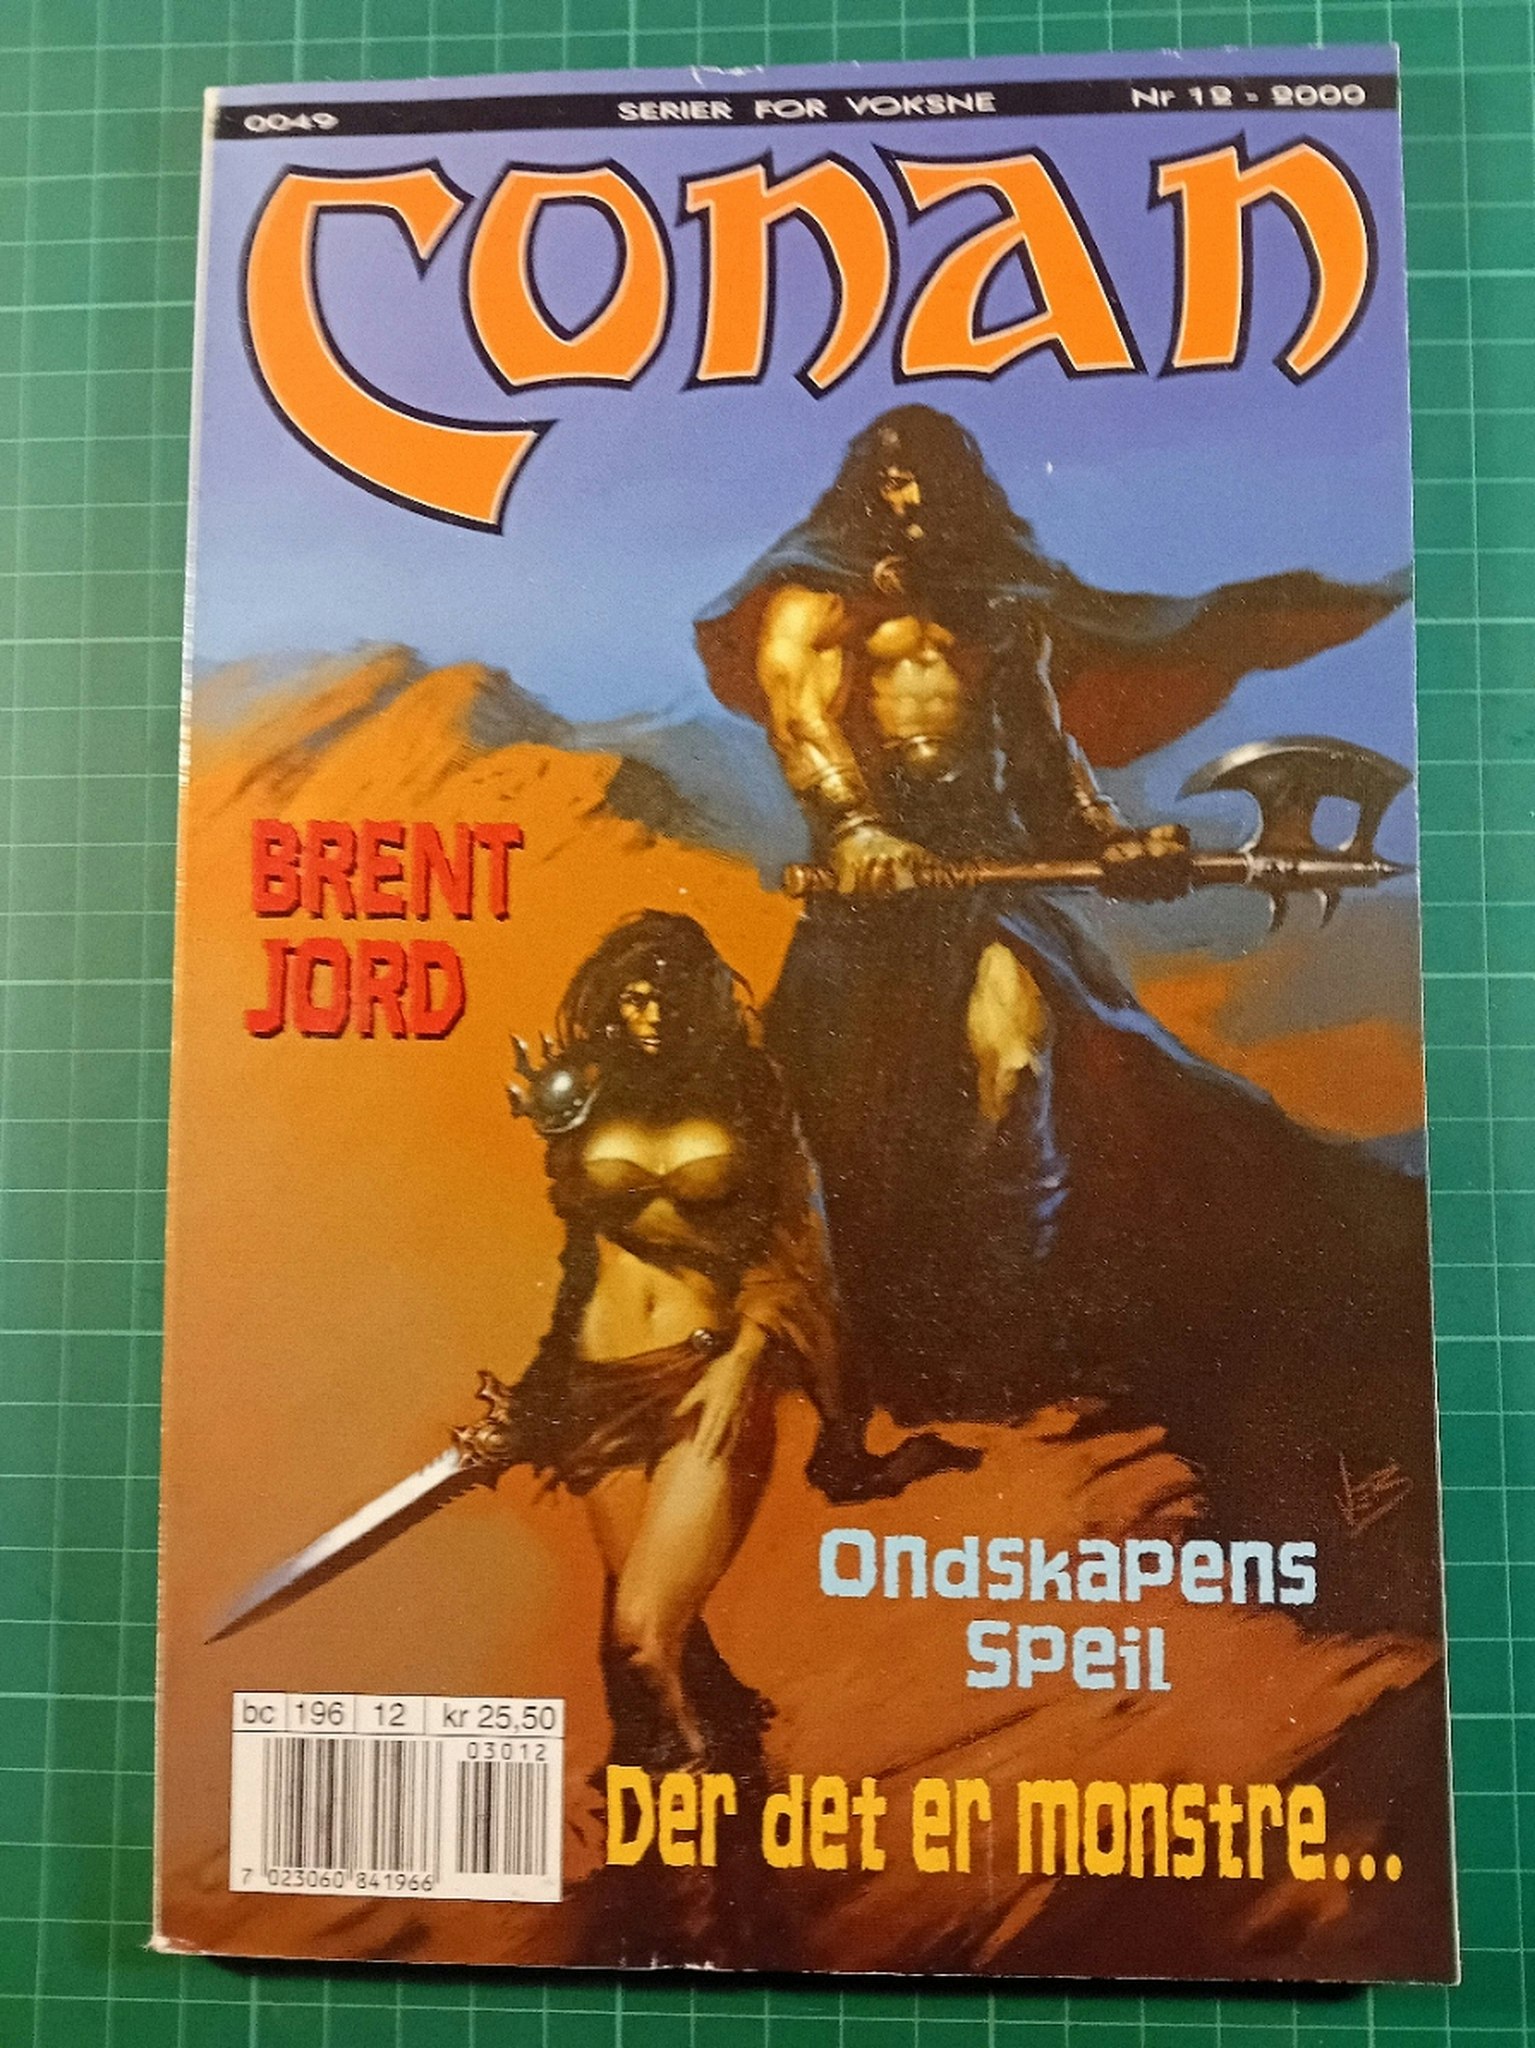 0049 SERIER FOR VOKSNE Nr 12 - 2000
Conan
BRENT
JORD
Ondskapens
Speil
bc 196 12 kr 25,50
03012
Der det er monstre...
7 023060 841966